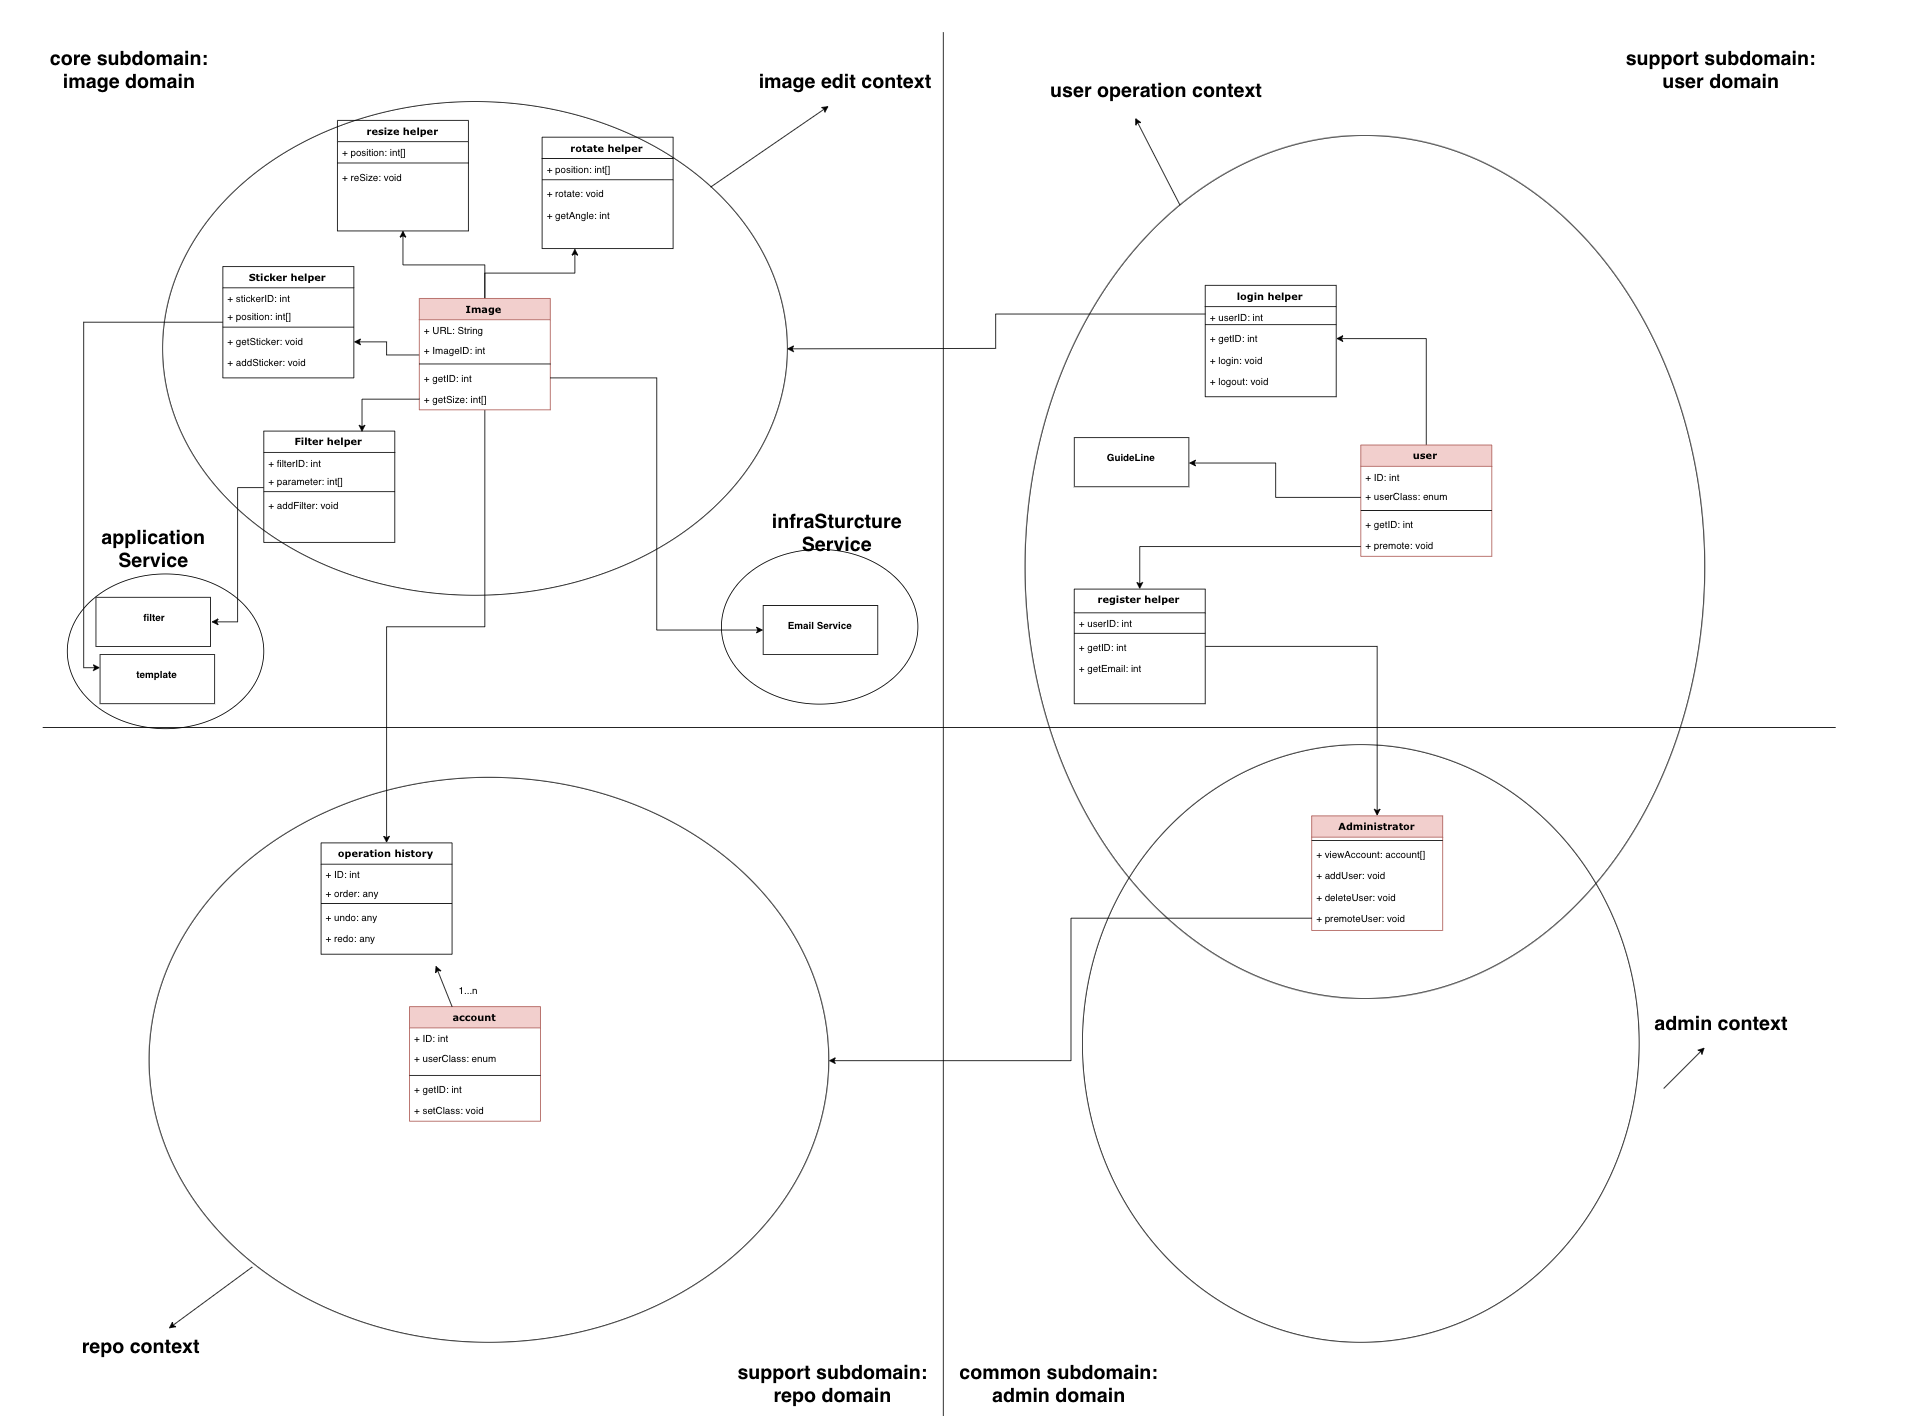 core subdomain:
image domain
image edit context
resize helper
+ position: int[]
+ reSize: void
rotate helper
+ position: int[]
+ rotate: void
+ getAngle: int
Sticker helper
+ stickerID: int
+ position: int[]
+ getSticker: void
+ addSticker: void
Image
+ URL: String
+ ImageID: int
+ getID: int
+ getSize: int[]
Filter helper
+ filterID: int
+ parameter: int[]
+ addFilter: void
application
Service
filter
template
infraSturcture
Service
Email Service
support subdomain:
user domain
user operation context
login helper
+ userID: int
+ getID: int
+ login: void
+ logout: void
GuideLine
user
+ ID: int
+ userClass: enum
+ getID: int
+ premote: void
register helper
+ userID: int
+ getID: int
+ getEmail: int
operation history
+ ID: int
+ order: any
+ undo: any
+ redo: any
1...n
account
+ ID: int
+ userClass: enum
+ getID: int
+ setClass: void
repo context
support subdomain:
repo domain
Administrator
+ viewAccount: account[]
+ addUser: void
+ deleteUser: void
+ premoteUser: void
admin context
common subdomain:
admin domain